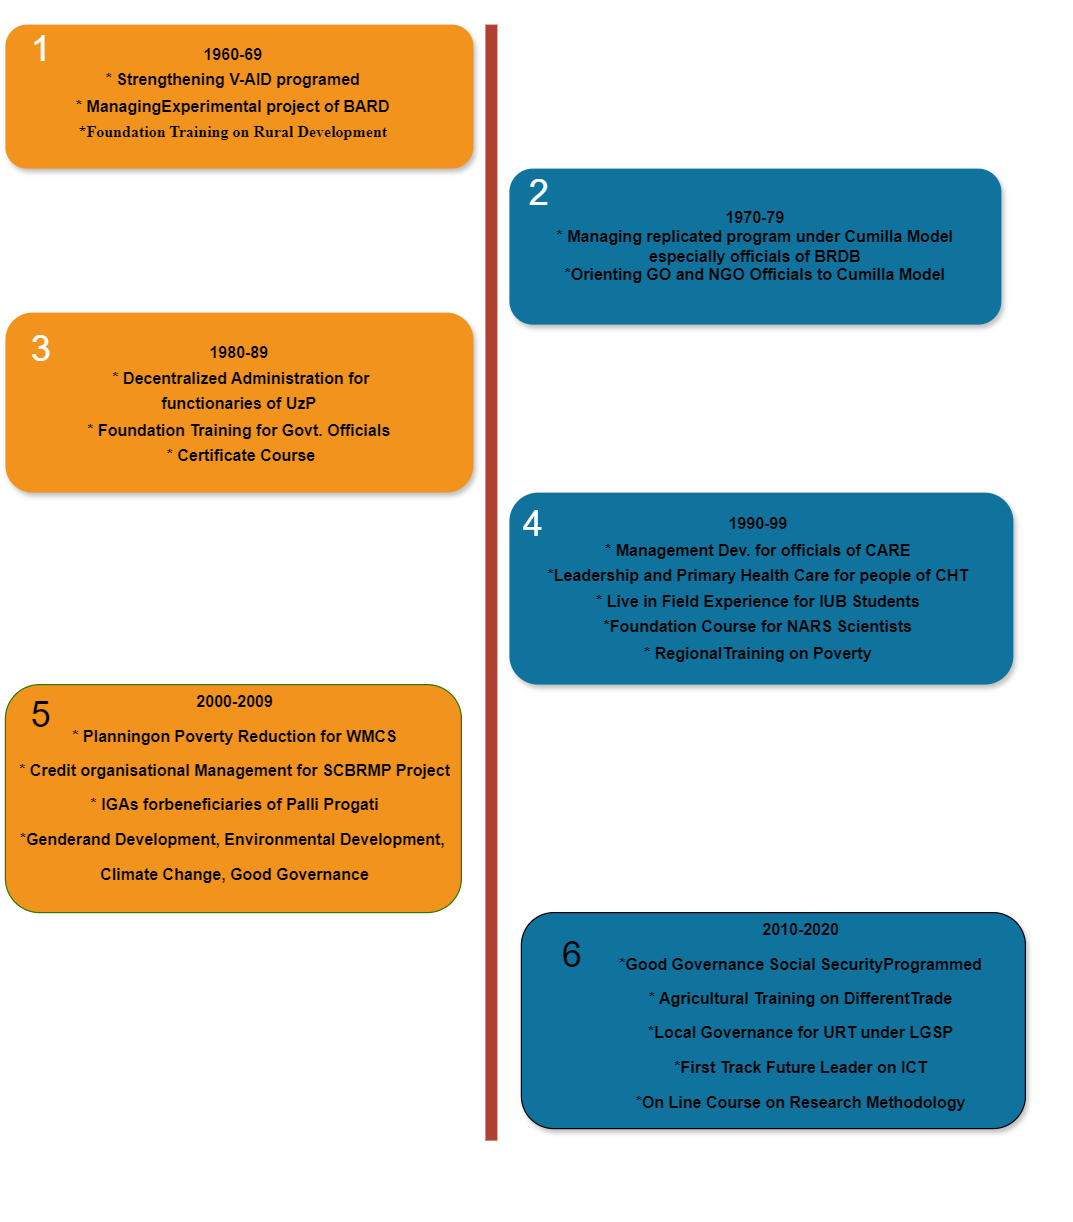 1
1960-69
* Strengthening V-AID programed
* ManagingExperimental project of BARD
*Foundation Training on Rural Development
2
1970-79
* Managing replicated program under Cumilla Model
especially officials of BRDB
*Orienting GO and NGO Officials to Cumilla Model
3
1980-89
* Decentralized Administration for
functionaries of UzP
* Foundation Training for Govt. Officials
* Certificate Course
4
1990-99
* Management Dev. for officials of CARE
*Leadership and Primary Health Care for people of CHT
* Live in Field Experience for IUB Students
*Foundation Course for NARS Scientists
* RegionalTraining on Poverty
5
2000-2009
* Planningon Poverty Reduction for WMCS
* Credit organisational Management for SCBRMP Project
* IGAs forbeneficiaries of Palli Progati
*Genderand Development, Environmental Development,
Climate Change, Good Governance
6
2010-2020
*Good Governance Social SecurityProgrammed
* Agricultural Training on DifferentTrade
*Local Governance for URT under LGSP
*First Track Future Leader on ICT
*On Line Course on Research Methodology